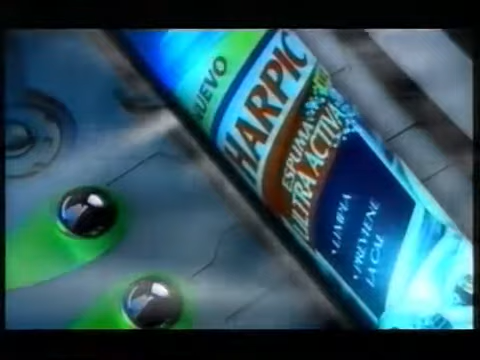 NUEVO
HARPIC
ESPUMA
ULTRA ACTIVA
• LIMPIA
• PREVIENE
LA CAL